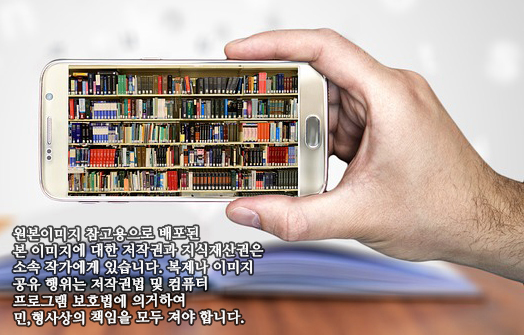 원본이미지 참고용으로 배포된
본 이미지에 대한 저작권과 지식재산권은
소속 작가에게 있습니다. 복제나 이미지
공유 행위는 저작권법 및 컴퓨터
프로그램 보호법에 의거하여
민,형사상의 책임을 모두 져야 합니다.